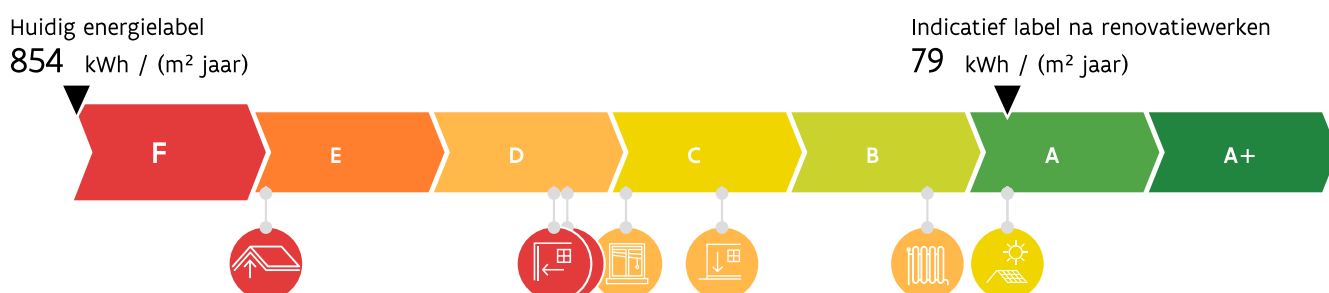 Huidig energielabel
854 kWh / (m² jaar)
Indicatief label na renovatiewerken
79 kWh / (m² jaar)
F E D C B A A+